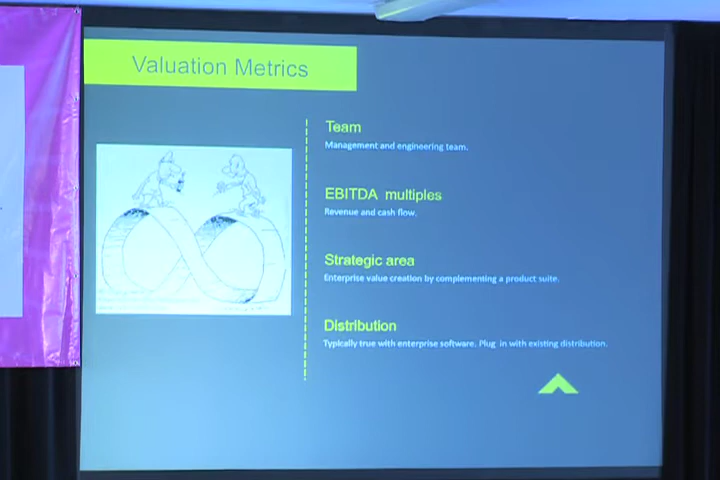 Valuation Metrics
Team
Management and engineering team.
EBITDA multiples
Revenue and cash flow.
Strategic area
Enterprise value creation by complementing a product suite.
Distribution
Typically true with enterprise software. Plug in with existing distribution.